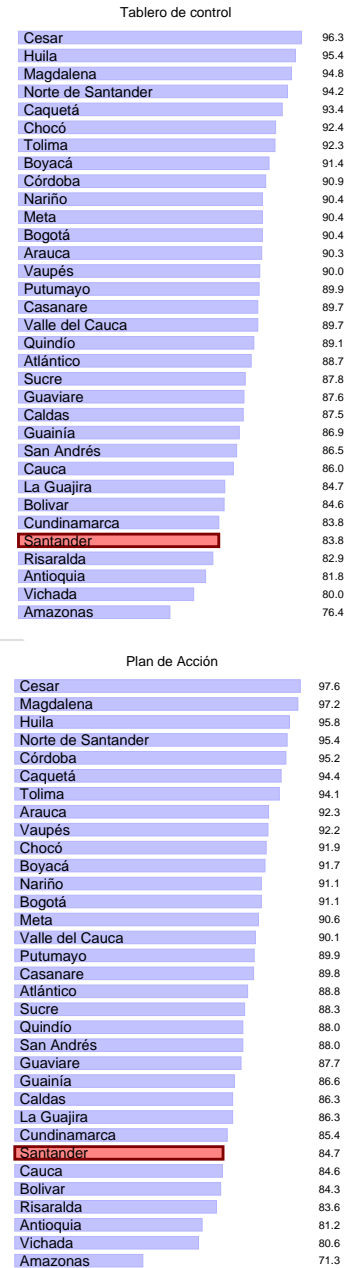 Tablero de control
Cesar 96.3
Huila 95.4
Magdalena 94.8
Norte de Santander 94.2
Caquetá 93.4
Chocó 92.4
Tolima 92.3
Boyacá 91.4
Córdoba 90.9
Nariño 90.4
Meta 90.4
Bogotá 90.4
Arauca 90.3
Vaupés 90.0
Putumayo 89.9
Casanare 89.7
Valle del Cauca 89.7
Quindío 89.1
Atlántico 88.7
Sucre 87.8
Guaviare 87.6
Caldas 87.5
Guainía 86.9
San Andrés 86.5
Cauca 86.0
La Guajira 84.7
Bolivar 84.6
Cundinamarca 83.8
Santander 83.8
Risaralda 82.9
Antioquia 81.8
Vichada 80.0
Amazonas 76.4
Plan de Acción
Cesar 97.6
Magdalena 97.2
Huila 95.8
Norte de Santander 95.4
Córdoba 95.2
Caquetá 94.4
Tolima 94.1
Arauca 92.3
Vaupés 92.2
Chocó 91.9
Boyacá 91.7
Nariño 91.1
Bogotá 91.1
Meta 90.6
Valle del Cauca 90.1
Putumayo 89.9
Casanare 89.8
Atlántico 88.8
Sucre 88.3
Quindío 88.0
San Andrés 88.0
Guaviare 87.7
Guainía 86.6
Caldas 86.3
La Guajira 86.3
Cundinamarca 85.4
Santander 84.7
Cauca 84.6
Bolivar 84.3
Risaralda 83.6
Antioquia 81.2
Vichada 80.6
Amazonas 71.3